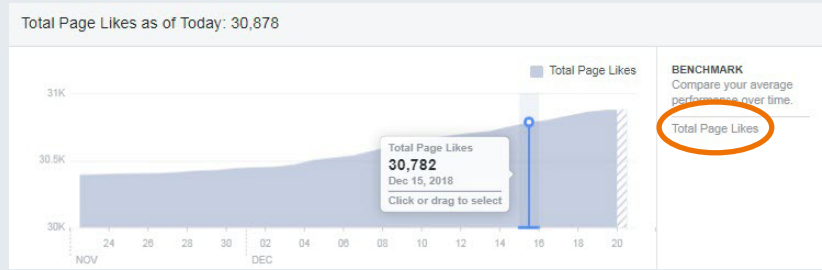 Total Page Likes as of Today: 30,878
Total Page Likes
BENCHMARK
Compare your average
performance over time.
Total Page Likes
31K
30.5K
30K
Total Page Likes
30,782
Dec 15, 2018
Click or drag to select
24 26 28 30 02 04 06 08 10 12 14 16 18 20
NOV DEC